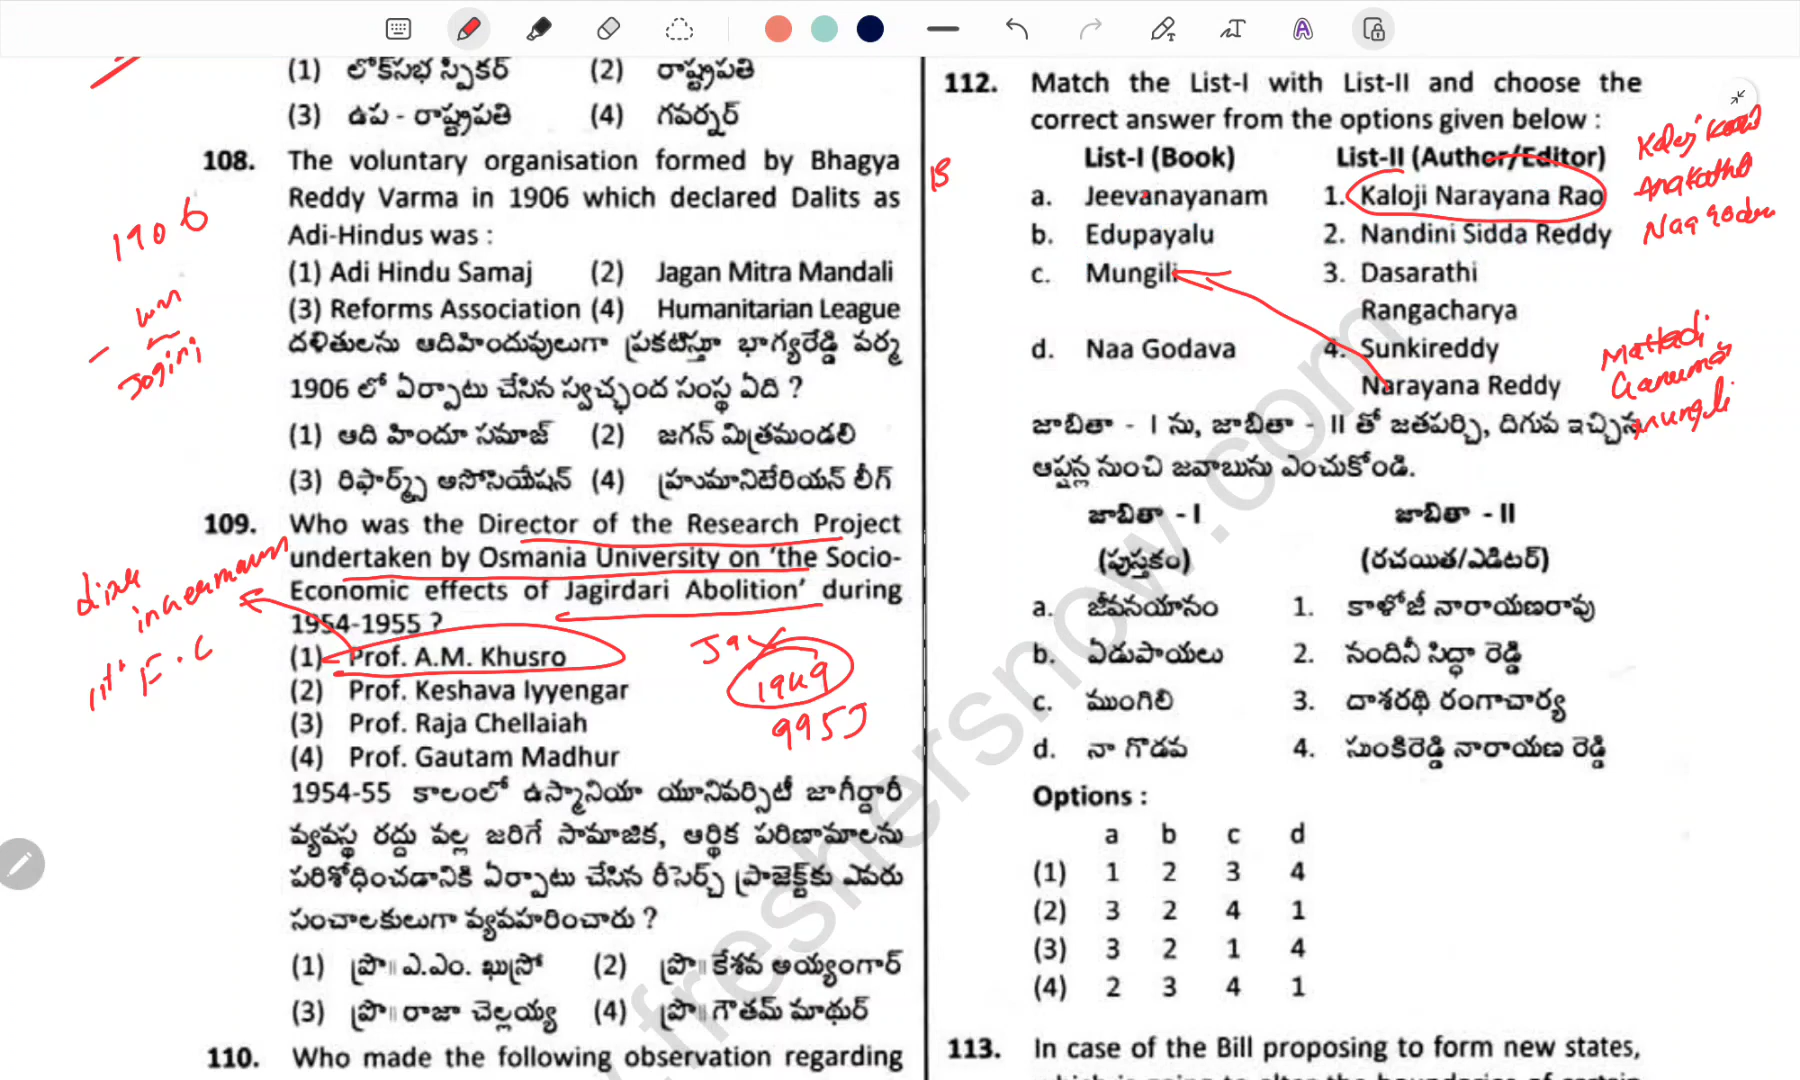 (1) లోక్‌సభ స్పీకర్ (2) రాష్ట్రపతి
(3) ఉప - రాష్ట్రపతి (4) గవర్నర్
108. The voluntary organisation formed by Bhagya
Reddy Varma in 1906 which declared Dalits as
Adi-Hindus was :
(1) Adi Hindu Samaj (2) Jagan Mitra Mandali
(3) Reforms Association (4) Humanitarian League
దళితులను ఆదిహిందువులుగా ప్రకటిస్తూ భాగ్యరెడ్డి వర్మ
1906 లో ఏర్పాటు చేసిన స్వచ్ఛంద సంస్థ ఏది ?
(1) ఆది హిందూ సమాజ్ (2) జగన్ మిత్రమండలి
(3) రిఫార్మ్స్ ఆసోసియేషన్ (4) హ్రుమానిటేరియన్ లీగ్
1906
Jogini
109. Who was the Director of the Research Project
undertaken by Osmania University on 'the Socio-
Economic effects of Jagirdari Abolition' during
1954-1955 ?
(1) Prof. A.M. Khusro
(2) Prof. Keshava Iyyengar
(3) Prof. Raja Chellaiah
(4) Prof. Gautam Madhur
1954-55 కాలంలో ఉస్మానియా యూనివర్సిటీ జాగీర్దారీ
వ్యవస్థ రద్దు వల్ల జరిగే సామాజిక, ఆర్థిక పరిణామాలను
పరిశోధించడానికి ఏర్పాటు చేసిన రీసెర్చ్ ప్రాజెక్ట్‌కు ఎవరు
సంచాలకులుగా వ్యవహరించారు ?
(1) ప్రొ॥ ఎ.ఎం. ఖుస్రో (2) ప్రొ॥ కేశవ అయ్యంగార్
(3) ప్రొ॥ రాజా చెల్లయ్య (4) ప్రొ॥ గౌతమ్ మాథుర్
1949
110. Who made the following observation regarding
112. Match the List-I with List-II and choose the
correct answer from the options given below :
List-I (Book) List-II (Author/Editor)
a. Jeevanayanam 1. Kaloji Narayana Rao
b. Edupayalu 2. Nandini Sidda Reddy
c. Mungili 3. Dasarathi
Rangacharya
d. Naa Godava 4. Sunkireddy
Narayana Reddy
జాబితా - I ను, జాబితా - II తో జతపర్చి, దిగువ ఇచ్చిన
ఆప్షన్ల నుంచి జవాబును ఎంచుకోండి.
జాబితా - I జాబితా - II
(పుస్తకం) (రచయిత/ఎడిటర్)
a. జీవనయానం 1. కాళోజీ నారాయణరావు
b. ఏడుపాయలు 2. నందినీ సిద్ధా రెడ్డి
c. ముంగిలి 3. దాశరథి రంగాచార్య
d. నా గొడవ 4. సుంకిరెడ్డి నారాయణ రెడ్డి
Options :
a b c d
(1) 1 2 3 4
(2) 3 2 4 1
(3) 3 2 1 4
(4) 2 3 4 1
113. In case of the Bill proposing to form new states,
Mattadi
mungili
freshersnow.com